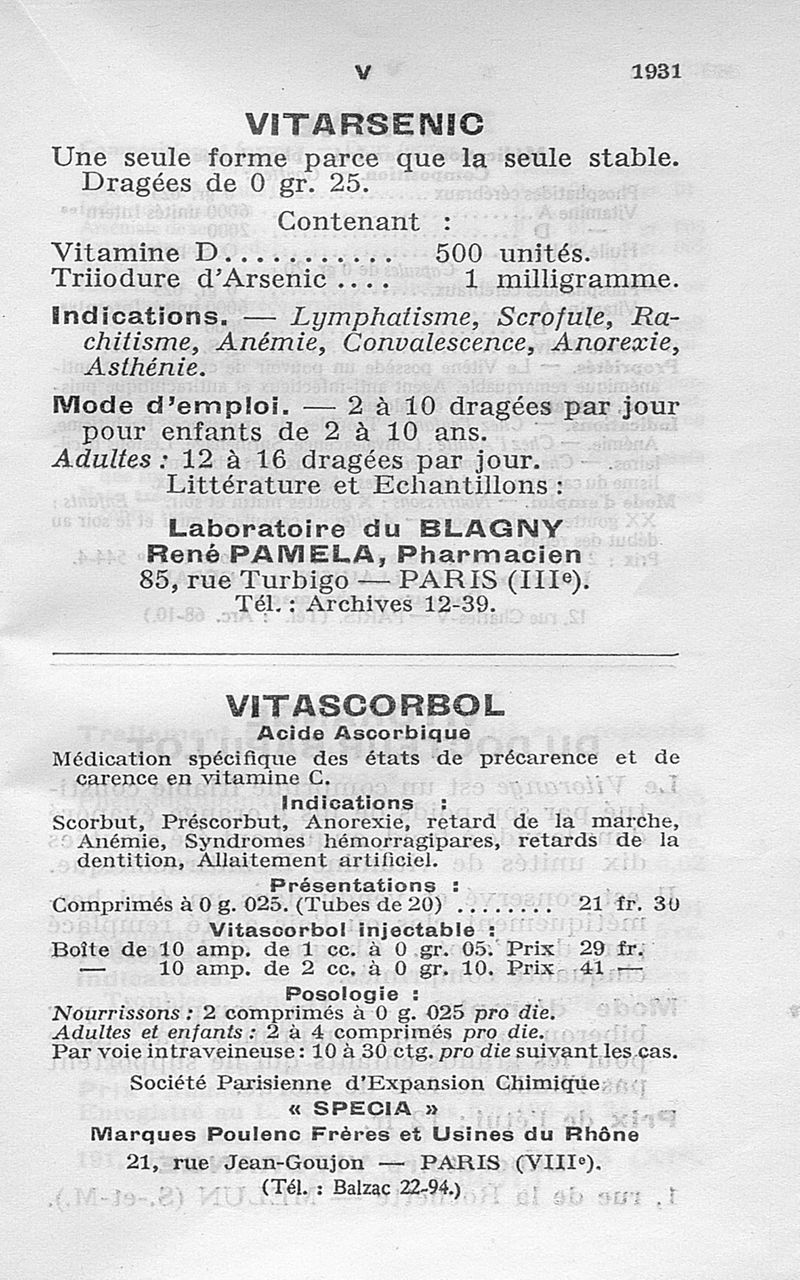 V 1931
VITARSENIC
Une seule forme parce que la seule stable.
Dragées de 0 gr. 25.
Contenant :
Vitamine D........... 500 unités.
Triiodure d'Arsenic .... 1 milligramme.
Indications. — Lymphatisme, Scrofule, Ra-
chitisme, Anémie, Convalescence, Anorexie,
Asthénie.
Mode d'emploi. — 2 à 10 dragées par jour
pour enfants de 2 à 10 ans.
Adultes : 12 à 16 dragées par jour.
Littérature et Echantillons :
Laboratoire du BLAGNY
René PAMELA, Pharmacien
85, rue Turbigo — PARIS (IIIe).
Tél. : Archives 12-39.
VITASCORBOL
Acide Ascorbique
Médication spécifique des états de précarence et de
carence en vitamine C.
Indications :
Scorbut, Préscorbut, Anorexie, retard de la marche,
Anémie, Syndromes hémorragipares, retards de la
dentition, Allaitement artificiel.
Présentations :
Comprimés à 0 g. 025. (Tubes de 20) ........ 21 fr. 30
Vitascorbol injectable :
Boîte de 10 amp. de 1 cc. à 0 gr. 05. Prix 29 fr.
— 10 amp. de 2 cc. à 0 gr. 10. Prix 41 —
Posologie :
Nourrissons : 2 comprimés à 0 g. 025 pro die.
Adultes et enfants : 2 à 4 comprimés pro die.
Par voie intraveineuse : 10 à 30 ctg. pro die suivant les cas.
Société Parisienne d'Expansion Chimique
« SPECIA »
Marques Poulenc Frères et Usines du Rhône
21, rue Jean-Goujon — PARIS (VIIIe).
(Tél. : Balzac 22-94.)